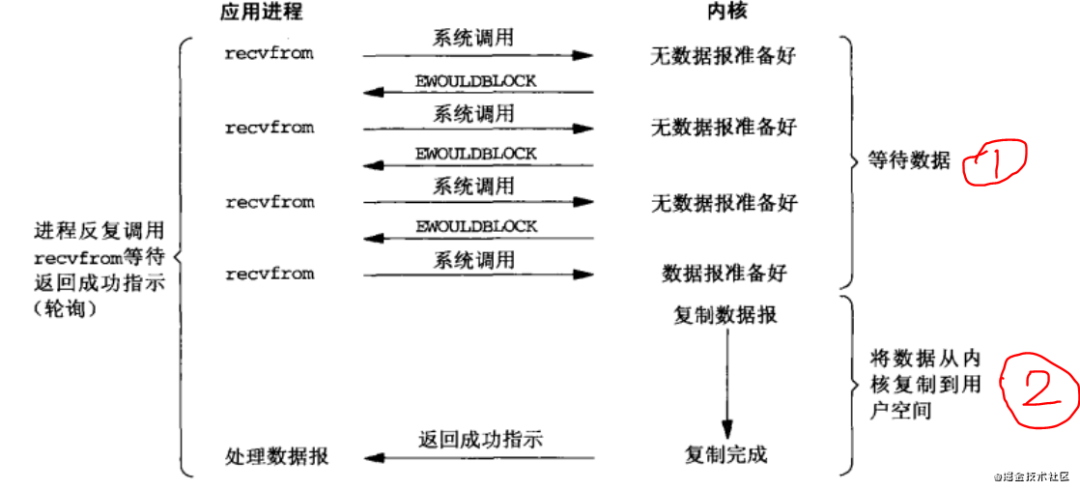 应用进程
内核
recvfrom
系统调用
无数据报准备好
EWOULDBLOCK
recvfrom
系统调用
无数据报准备好
等待数据
1
EWOULDBLOCK
recvfrom
系统调用
无数据报准备好
EWOULDBLOCK
recvfrom
系统调用
数据报准备好
进程反复调用
recvfrom等待
返回成功指示
(轮询)
复制数据报
将数据从内
核复制到用
户空间
2
处理数据报
返回成功指示
复制完成
@掘金技术社区